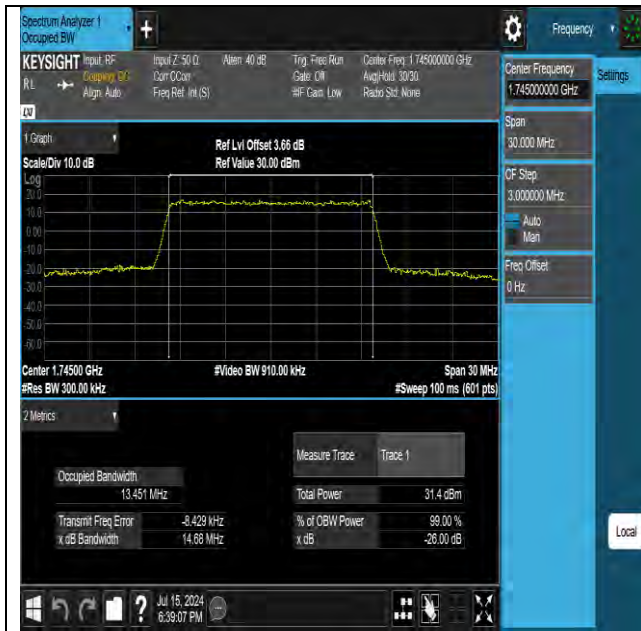 Spectrum Analyzer 1
Occupied BW
+
Frequency
KEYSIGHT
Input: RF
Coupling: DC
Align: Auto
RL
Input Z: 50 Ω
Corr CCorr
Freq Ref: Int (S)
Atten: 40 dB
Trig: Free Run
Gate: Off
#IF Gain: Low
Center Freq: 1.745000000 GHz
Avg|Hold: 30/30
Radio Std: None
1 Graph
Scale/Div 10.0 dB
Ref Lvl Offset 3.66 dB
Ref Value 30.00 dBm
Log
20.0
10.0
0.00
-10.0
-20.0
-30.0
-40.0
-50.0
-60.0
Center 1.74500 GHz
#Video BW 910.00 kHz
Span 30 MHz
#Res BW 300.00 kHz
#Sweep 100 ms (601 pts)
2 Metrics
Occupied Bandwidth
13.451 MHz
Transmit Freq Error -8.429 kHz
x dB Bandwidth 14.68 MHz
Measure Trace Trace 1
Total Power 31.4 dBm
% of OBW Power 99.00 %
x dB -26.00 dB
Center Frequency
1.745000000 GHz
Settings
Span
30.000 MHz
CF Step
3.000000 MHz
Auto
Man
Freq Offset
0 Hz
Local
?
Jul 15, 2024
6:39:07 PM